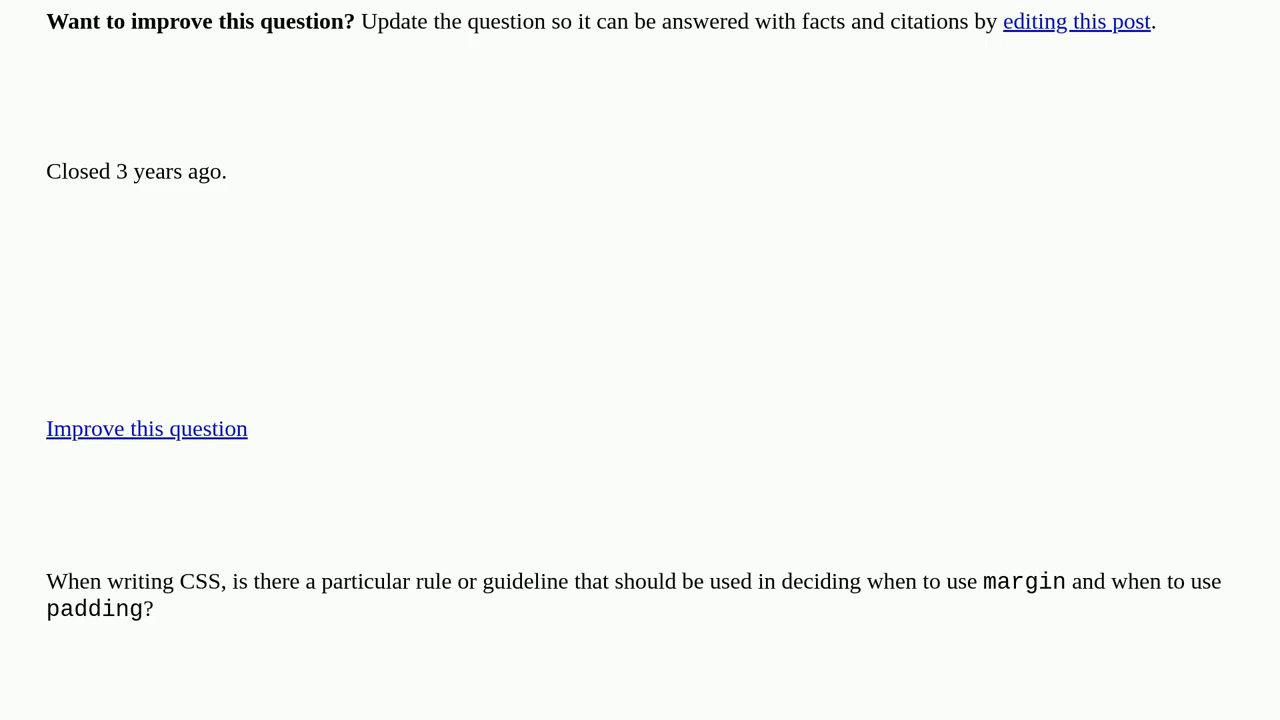 Want to improve this question? Update the question so it can be answered with facts and citations by editing this post.
Closed 3 years ago.
Improve this question
When writing CSS, is there a particular rule or guideline that should be used in deciding when to use margin and when to use
padding?